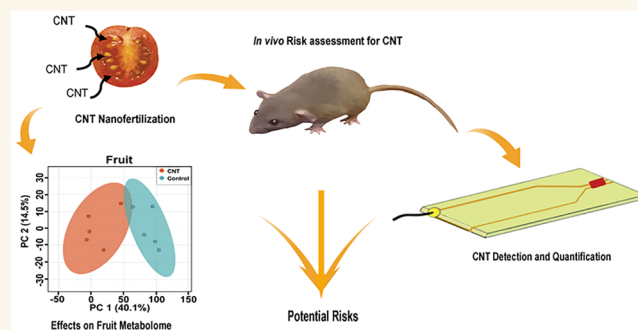 CNT
CNT
CNT
CNT Nanofertilization
In vivo Risk assessment for CNT
Fruit
CNT
Control
PC 2 (14.5%)
30
20
10
0
-10
-20
-30
-50
0
50
100
150
PC 1 (40.1%)
Effects on Fruit Metabolome
Potential Risks
CNT Detection and Quantification